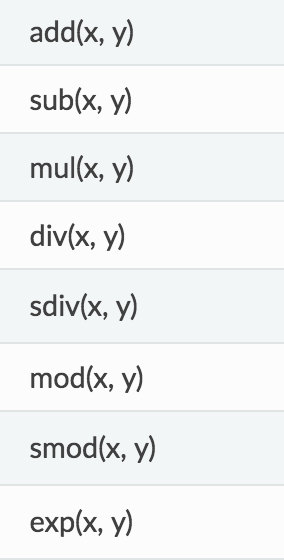 add(x, y)
sub(x, y)
mul(x, y)
div(x, y)
sdiv(x, y)
mod(x, y)
smod(x, y)
exp(x, y)